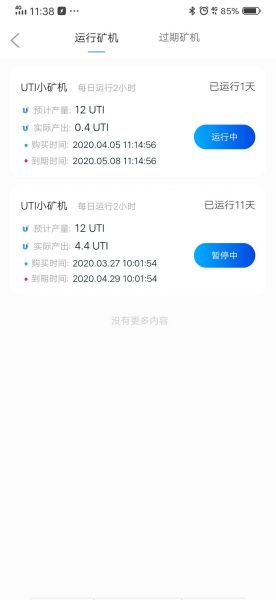 4G 11:38 ··· 85%
运行矿机 过期矿机
UTI小矿机 每日运行2小时 已运行1天
预计产量: 12 UTI
实际产出: 0.4 UTI
运行中
购买时间: 2020.04.05 11:14:56
到期时间: 2020.05.08 11:14:56
UTI小矿机 每日运行2小时 已运行11天
预计产量: 12 UTI
实际产出: 4.4 UTI
暂停中
购买时间: 2020.03.27 10:01:54
到期时间: 2020.04.29 10:01:54
没有更多内容